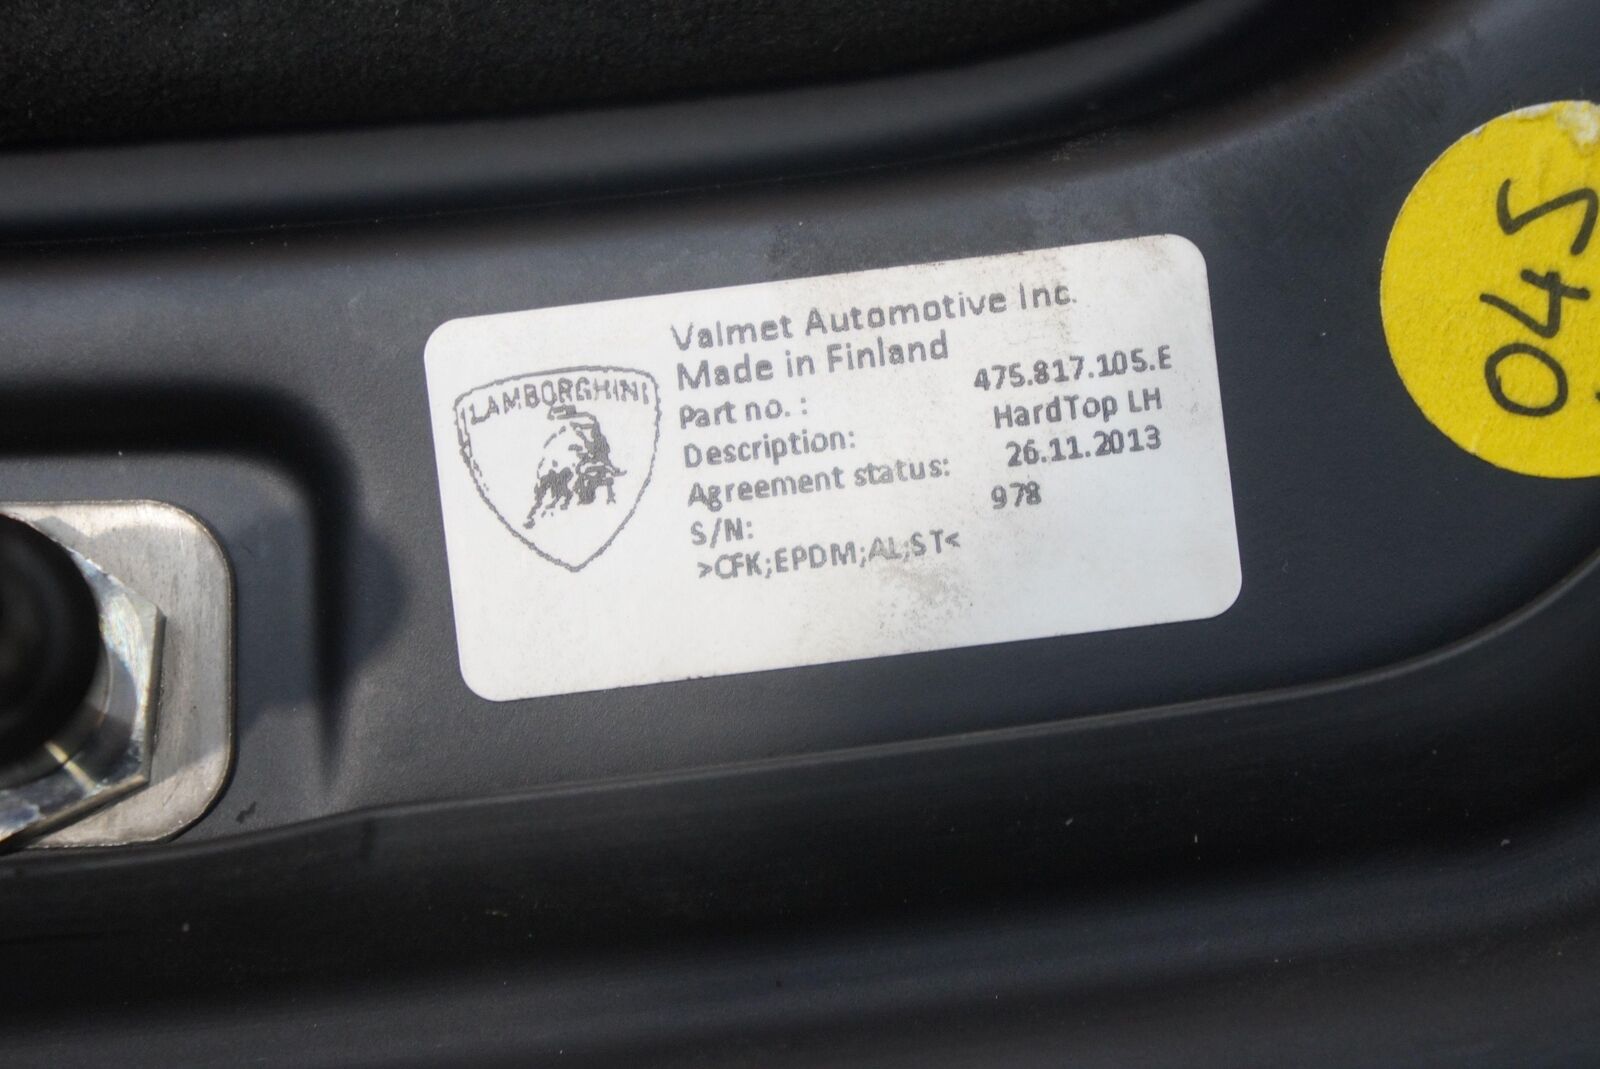 LAMBORGHINI
Valmet Automotive Inc.
Made in Finland
Part no. : 475.817.105.E
Description: HardTop LH
Agreement status: 26.11.2013
S/N: 978
>CFK;EPDM;AL;ST<
045